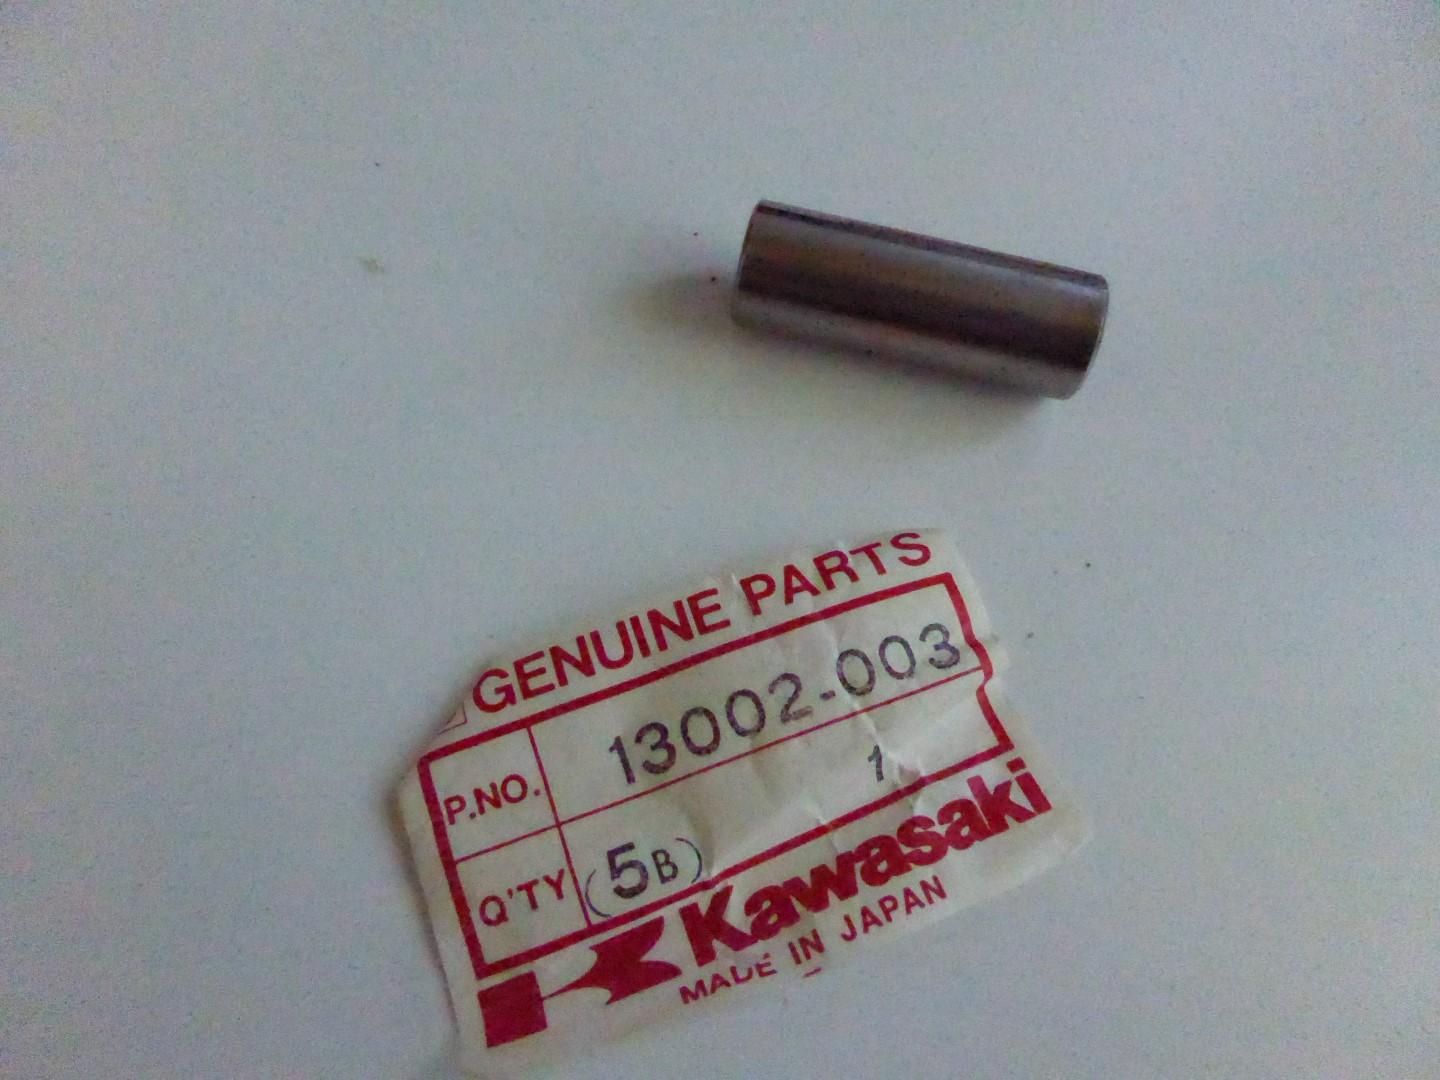 GENUINE PARTS
P.NO. 13002-003
Q'TY (5B) 1
Kawasaki
MADE IN JAPAN